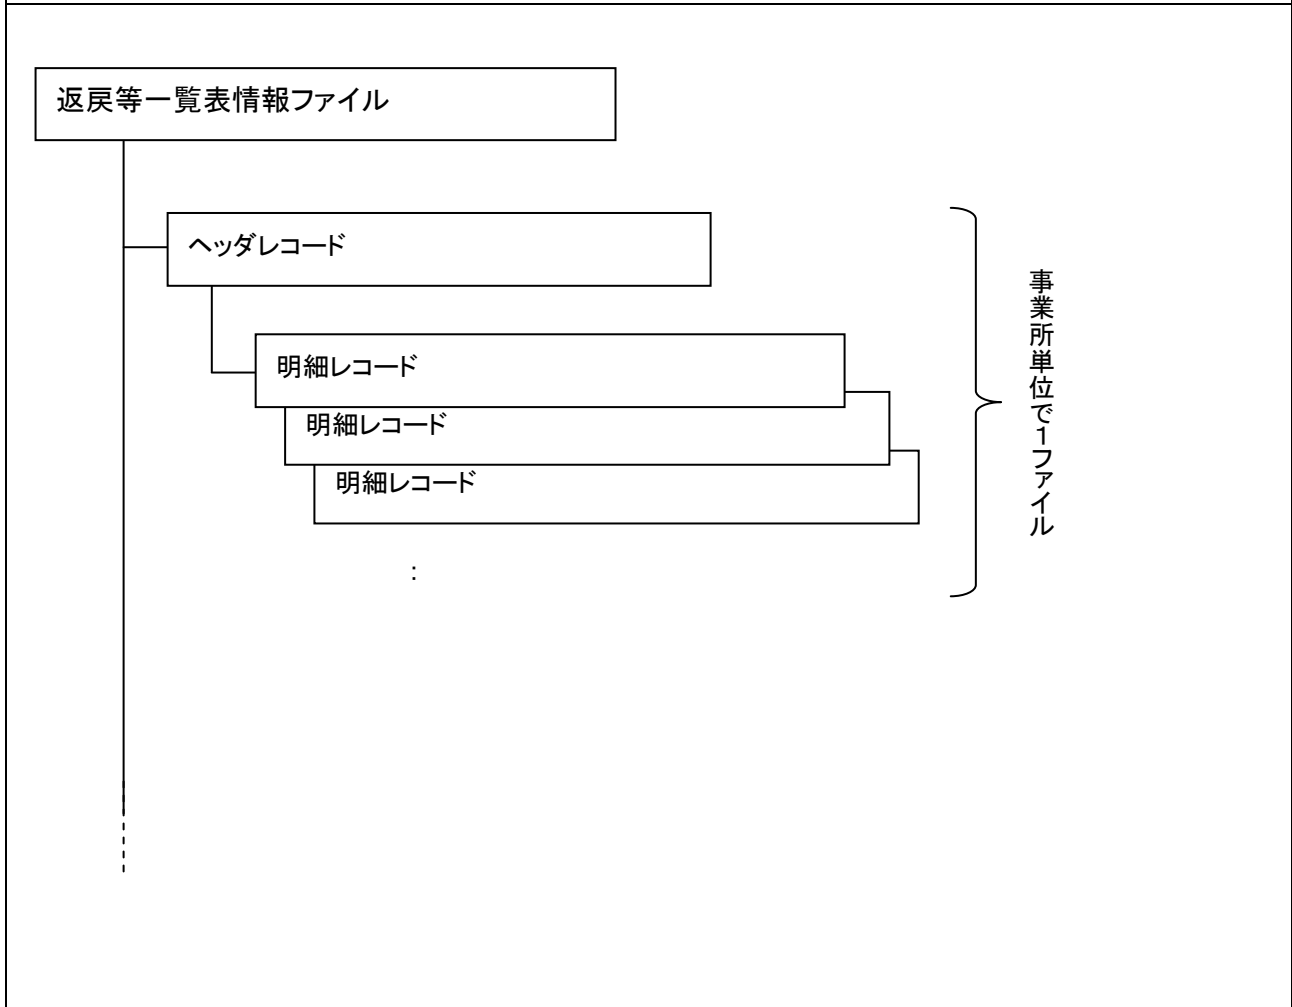 返戻等一覧表情報ファイル
ヘッダレコード
明細レコード
明細レコード
明細レコード
:
事業所単位で1ファイル